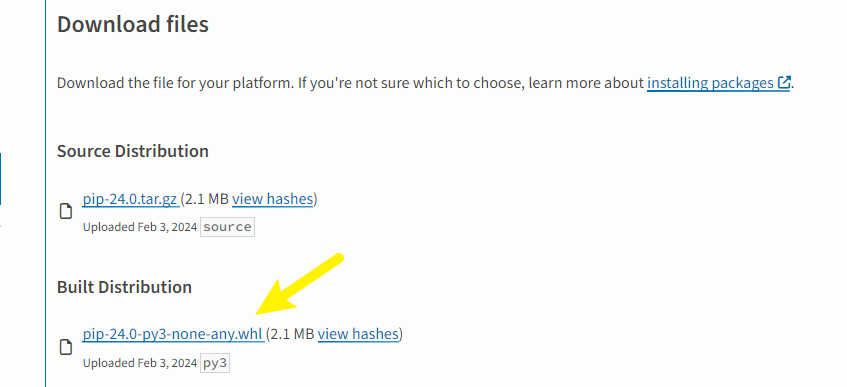 Download files
Download the file for your platform. If you're not sure which to choose, learn more about installing packages.
Source Distribution
pip-24.0.tar.gz (2.1 MB view hashes)
Uploaded Feb 3, 2024 source
Built Distribution
pip-24.0-py3-none-any.whl (2.1 MB view hashes)
Uploaded Feb 3, 2024 py3